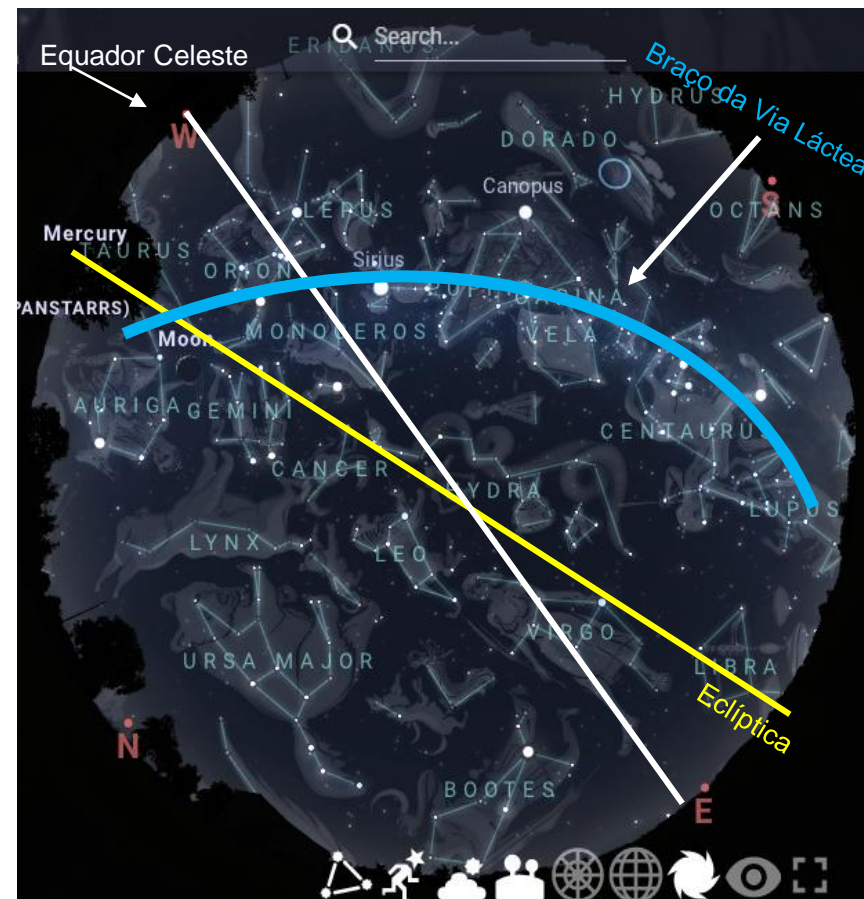 Search...
ERIDANUS
Equador Celeste
Braço da Via Láctea
HYDRUS
W
DORADO
Canopus
S
OCTANS
LEPUS
Mercury
TAURUS
ORION
Sirius
PUPPIS
CARINA
PANSTARRS)
Moon
MONOCEROS
VELA
AURIGA
GEMINI
CENTAURUS
CANCER
HYDRA
LUPUS
LYNX
LEO
VIRGO
URSA MAJOR
LIBRA
Eclíptica
N
BOOTES
E